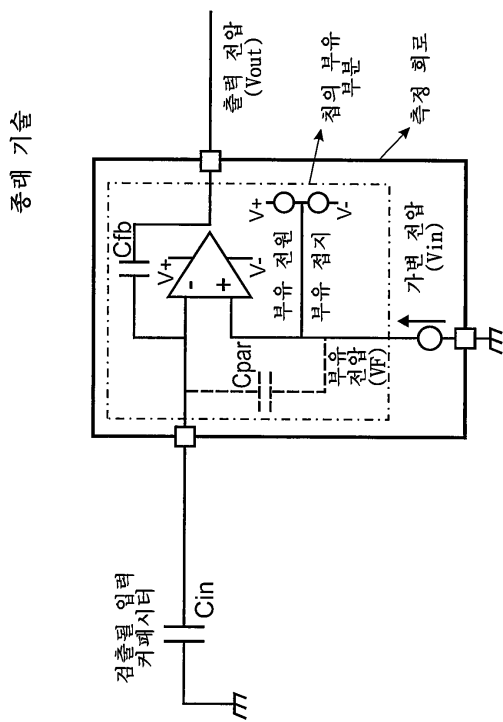 종래 기술
검출될 입력
커패시터
Cin
Cfb
V+
V-
-
+
Cpar
부유 전원
부유 접지
V+
V-
부유
전압
(VF)
가변 전압
(Vin)
출력 전압
(Vout)
칩의 부유
부분
측정 회로